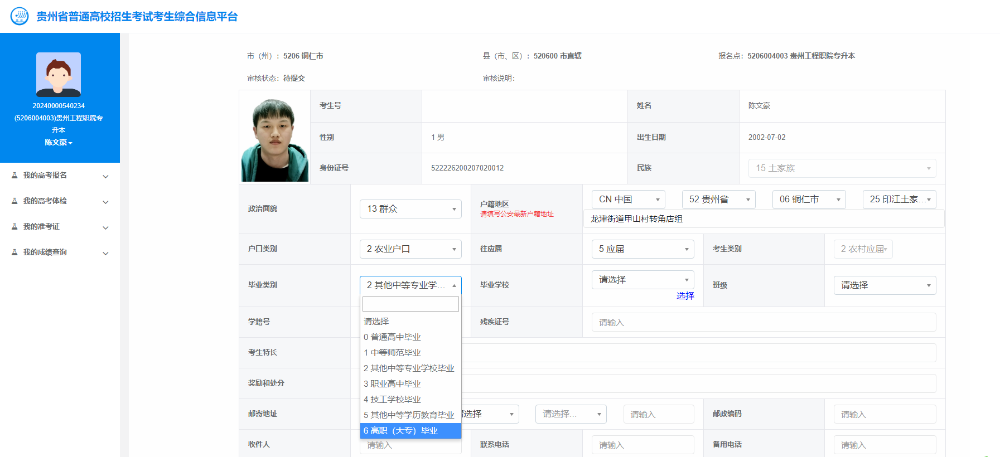 贵州省普通高校招生考试考生综合信息平台
20240000540234
(5206004003)贵州工程职院专
升本
陈文豪
我的高考报名
我的高考体检
我的准考证
我的成绩查询
市（州）：5206 铜仁市 县（市、区）：520600 市直辖 报名点：5206004003 贵州工程职院专升本
审核状态：待提交 审核说明：
考生号 姓名 陈文豪
性别 1 男 出生日期 2002-07-02
身份证号 522226200207020012 民族 15 土家族
政治面貌 13 群众 户籍地区 CN 中国 52 贵州省 06 铜仁市 25 印江土家...
请填写公安最新户籍地址
龙津街道甲山村转角店组
户口类别 2 农业户口 往应届 5 应届 考生类别 2 农村应届
毕业类别 2 其他中等专业学... 毕业学校 请选择 班级 请选择
选择
请选择
0 普通高中毕业
1 中等师范毕业
2 其他中等专业学校毕业
3 职业高中毕业
4 技工学校毕业
5 其他中等学历教育毕业
6 高职（大专）毕业
学籍号 残疾证号 请输入
考生特长
奖励和处分
邮寄地址 请选择 请选择... 请输入 邮政编码 请输入
收件人 请输入 联系电话 请输入 备用电话 请输入